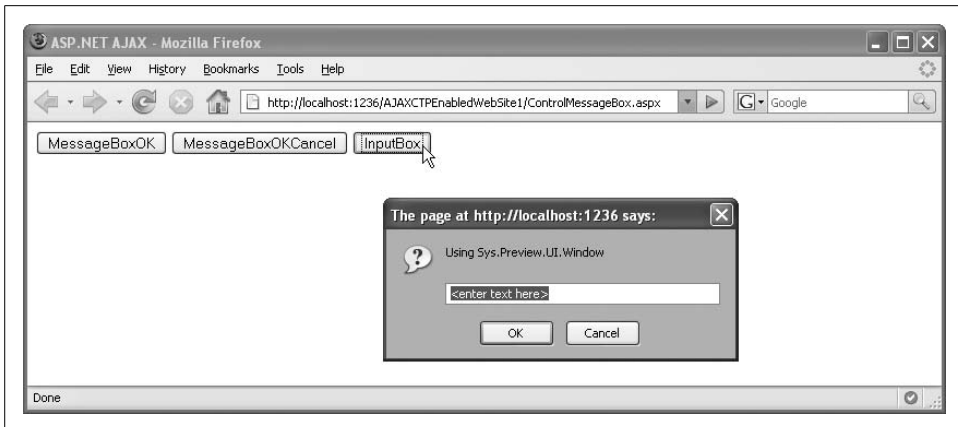 ASP.NET AJAX - Mozilla Firefox
File Edit View History Bookmarks Tools Help
http://localhost:1236/AJAXCTPEnabledWebSite1/ControlMessageBox.aspx G Google
MessageBoxOK MessageBoxOKCancel InputBox
The page at http://localhost:1236 says:
Using Sys.Preview.UI.Window
<enter text here>
OK Cancel
Done